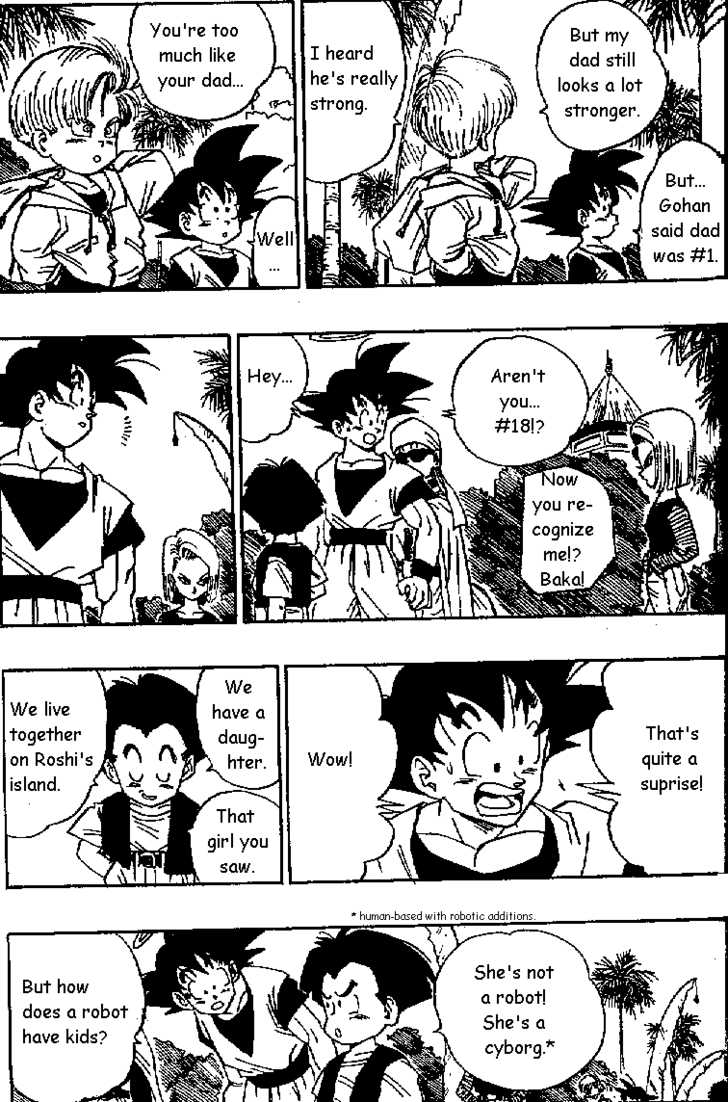 You're too
much like
your dad...
Well
...
I heard
he's really
strong.
But my
dad still
looks a lot
stronger.
But...
Gohan
said dad
was #1.
Hey...
Aren't
you...
#18!?
Now
you re-
cognize
me!?
Baka!
We live
together
on Roshi's
island.
We
have a
daug-
hter.
That
girl you
saw.
Wow!
That's
quite a
suprise!
* human-based with robotic additions.
But how
does a robot
have kids?
She's not
a robot!
She's a
cyborg.*